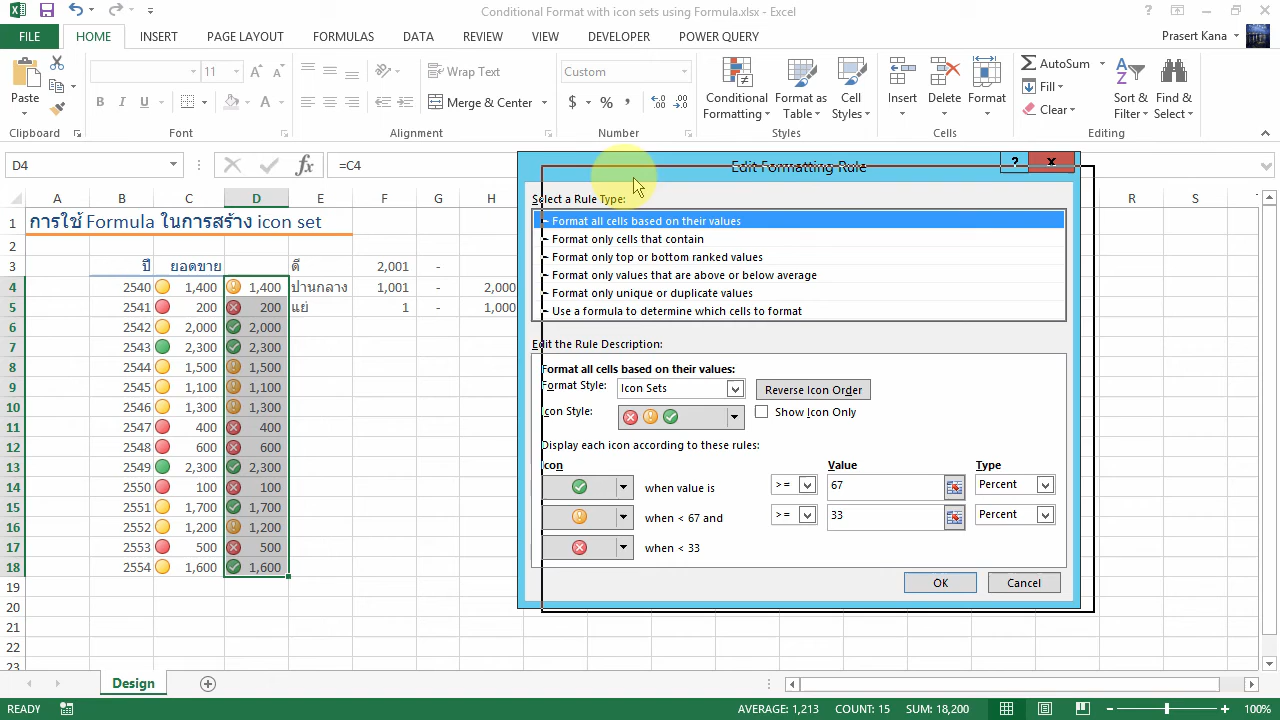 Conditional Format with icon sets using Formula.xlsx - Excel
FILE HOME INSERT PAGE LAYOUT FORMULAS DATA REVIEW VIEW DEVELOPER POWER QUERY Prasert Kana
Paste
11
B I U A
Clipboard
Font
Wrap Text
Merge & Center
Alignment
Custom
$ % ,
Number
Conditional Formatting
Format as Table
Cell Styles
Styles
Insert
Delete
Format
Cells
AutoSum
Fill
Clear
Sort & Filter
Find & Select
Editing
D4 fx =C4
A B C D E F G H R S
1 การใช้ Formula ในการสร้าง icon set
2
3 ปี ยอดขาย ดี 2,001 -
4 2540 1,400 1,400 ปานกลาง 1,001 - 2,000
5 2541 200 200 แย่ 1 - 1,000
6 2542 2,000 2,000
7 2543 2,300 2,300
8 2544 1,500 1,500
9 2545 1,100 1,100
10 2546 1,300 1,300
11 2547 400 400
12 2548 600 600
13 2549 2,300 2,300
14 2550 100 100
15 2551 1,700 1,700
16 2552 1,200 1,200
17 2553 500 500
18 2554 1,600 1,600
19
20
21
22
23
Edit Formatting Rule
Select a Rule Type:
► Format all cells based on their values
► Format only cells that contain
► Format only top or bottom ranked values
► Format only values that are above or below average
► Format only unique or duplicate values
► Use a formula to determine which cells to format
Edit the Rule Description:
Format all cells based on their values:
Format Style: Icon Sets Reverse Icon Order
Icon Style: Show Icon Only
Display each icon according to these rules:
Icon Value Type
when value is >= 67 Percent
when < 67 and >= 33 Percent
when < 33
OK Cancel
Design
READY AVERAGE: 1,213 COUNT: 15 SUM: 18,200 100%